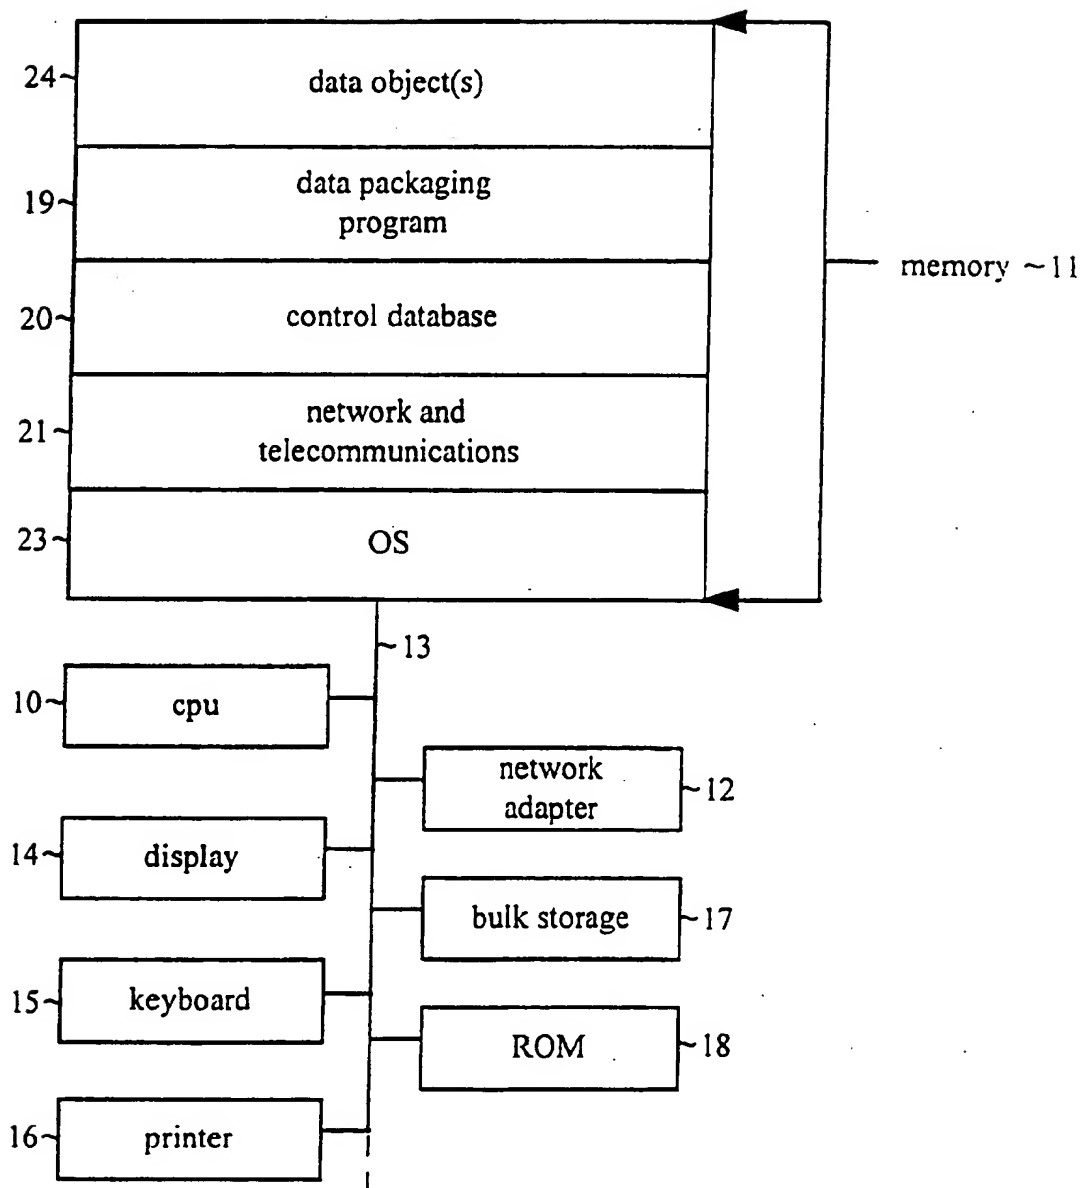 24~ data object(s)
19~ data packaging
program
20~ control database
memory ~11
21~ network and
telecommunications
23~ OS
~13
10~ cpu
network
adapter ~12
14~ display
bulk storage ~17
15~ keyboard
ROM ~18
16~ printer